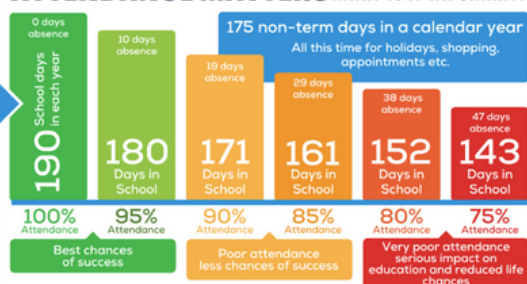 175 non-term days in a calendar year
All this time for holidays, shopping,
appointments etc.
0 days
absence
190
School days
in each year
10 days
absence
180
Days in
School
19 days
absence
171
Days in
School
29 days
absence
161
Days in
School
38 days
absence
152
Days in
School
47 days
absence
143
Days in
School
100%
Attendance
95%
Attendance
90%
Attendance
85%
Attendance
80%
Attendance
75%
Attendance
Best chances
of success
Poor attendance
less chances of success
Very poor attendance
serious impact on
education and reduced life
chances